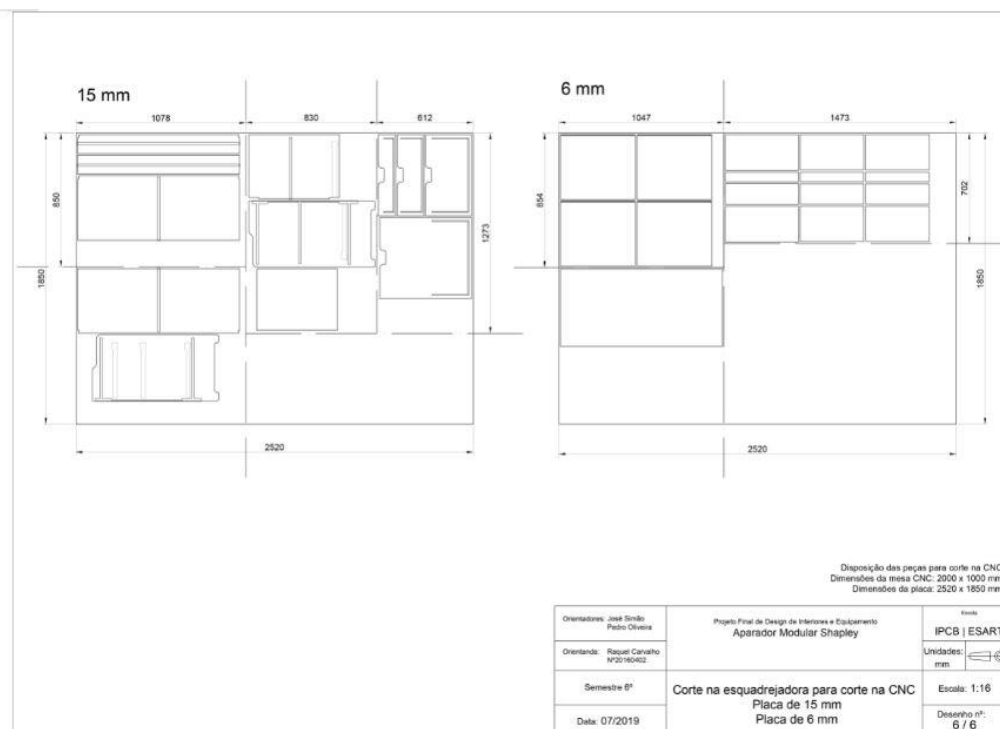 15 mm
6 mm
1078
830
612
1047
1473
850
1850
1273
854
702
1850
2520
2520
Disposição das peças para corte na CNC
Dimensões da mesa CNC: 2000 x 1000 mm
Dimensões da placa: 2520 x 1850 mm
Orientadores: José Simão
Pedro Oliveira
Projeto Final de Design de Interiores e Equipamento
Aparador Modular Shapley
Escola
IPCB | ESART
Orientanda: Raquel Carvalho
Nº20160402
Unidades:
mm
Semestre 6º
Corte na esquadrejadora para corte na CNC
Placa de 15 mm
Placa de 6 mm
Escala: 1:16
Data: 07/2019
Desenho nº:
6 / 6